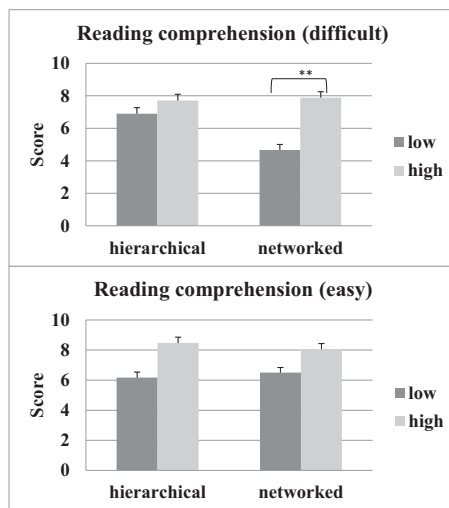 Reading comprehension (difficult)
10
8
6
4
2
0
Score
**
hierarchical
networked
low
high
Reading comprehension (easy)
10
8
6
4
2
0
Score
hierarchical
networked
low
high